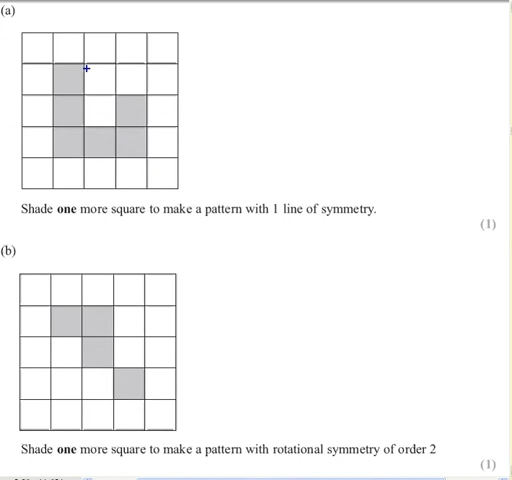 (a)
Shade one more square to make a pattern with 1 line of symmetry.
(1)
(b)
Shade one more square to make a pattern with rotational symmetry of order 2
(1)